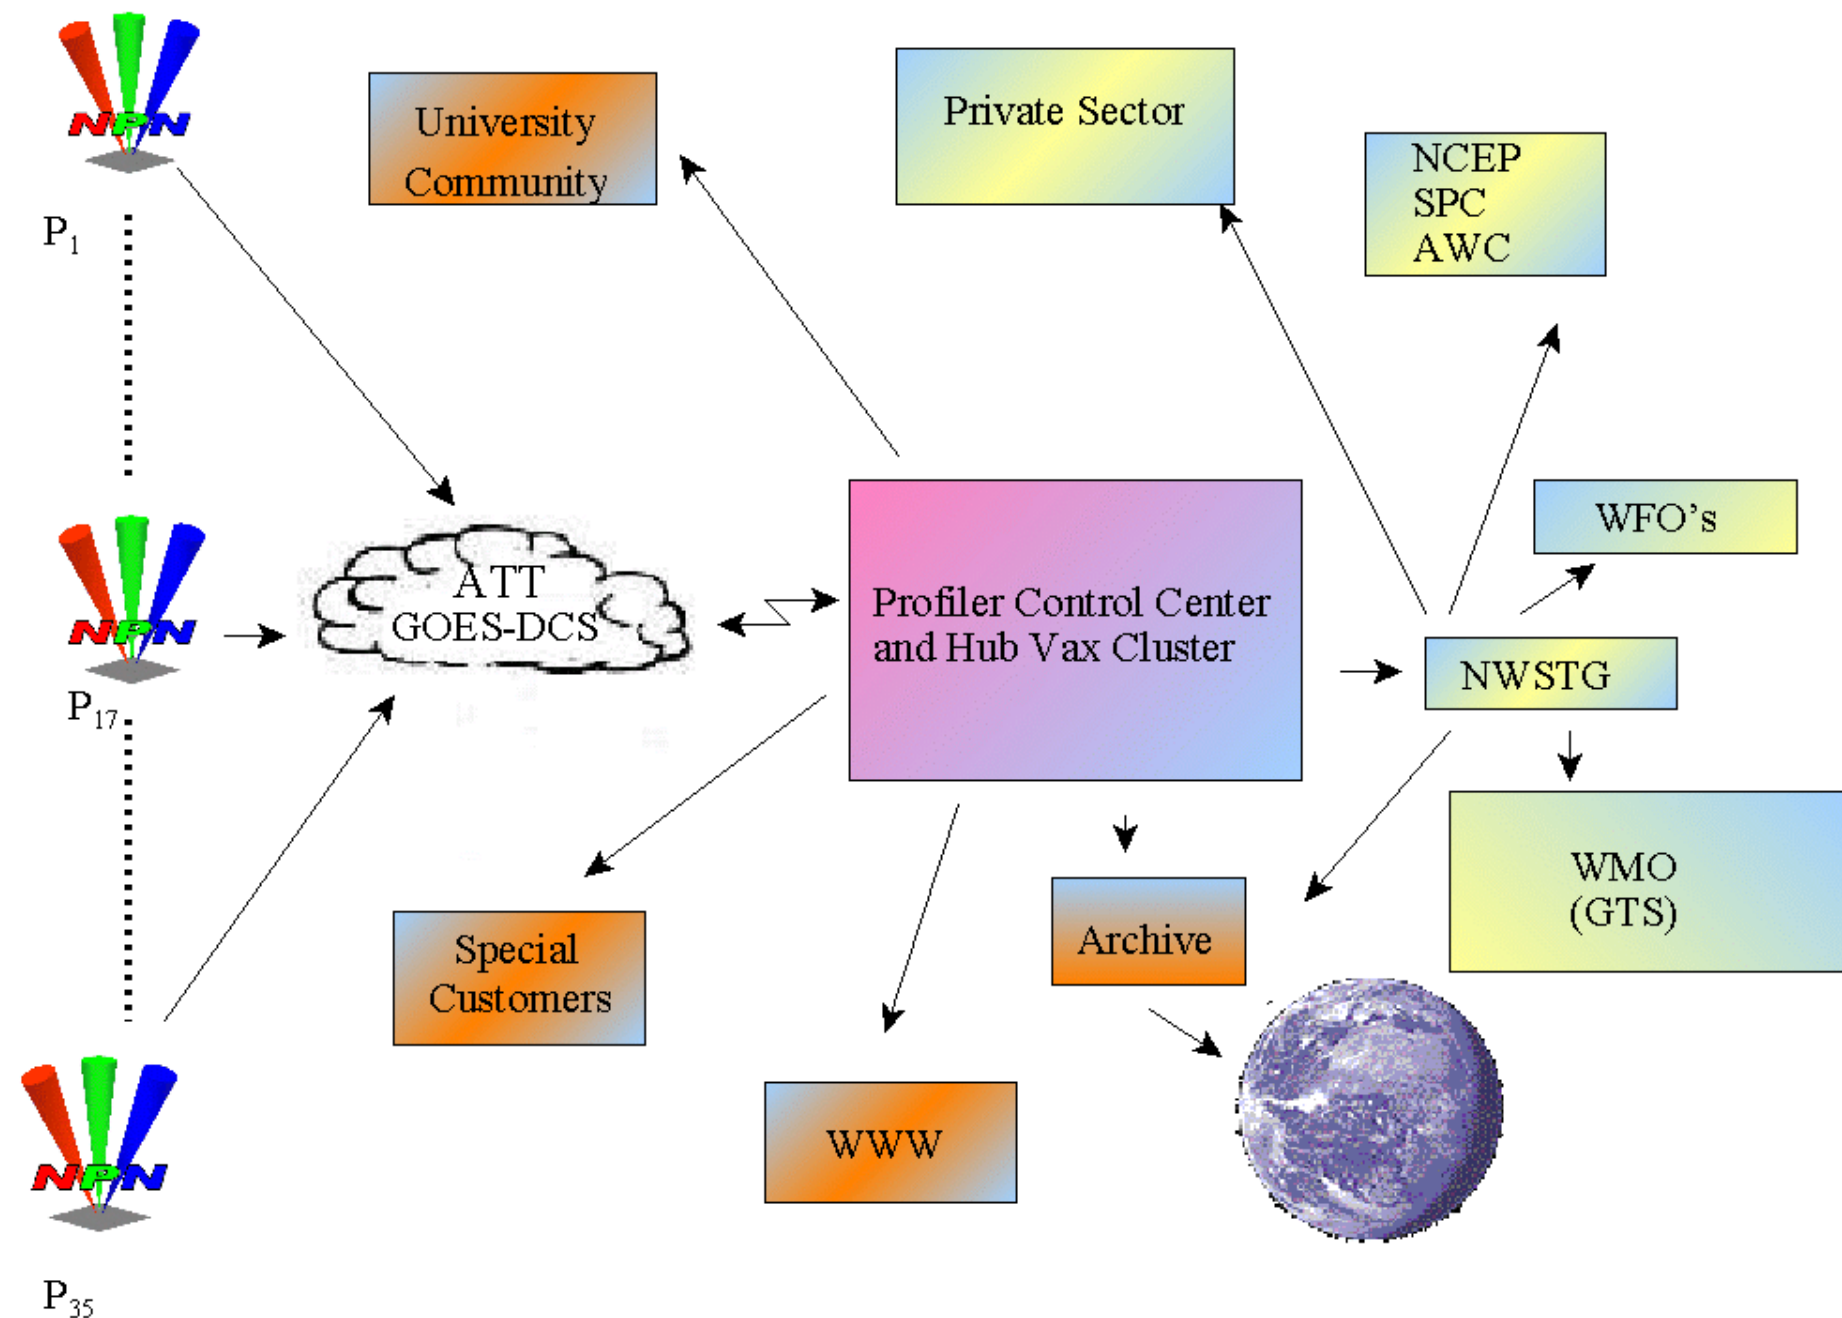 NPN
P1
University
Community
Private Sector
NCEP
SPC
AWC
NPN
P17
ATT
GOES-DCS
Profiler Control Center
and Hub Vax Cluster
WFO’s
NWSTG
WMO
(GTS)
Special
Customers
Archive
WWW
NPN
P35